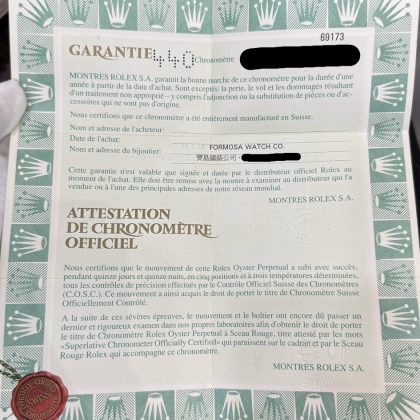 69173
GARANTIE 440 Chronomètre
MONTRES ROLEX S.A. garantit la bonne marche de ce chronomètre pour la durée d'une
année à partir de la date d'achat. Sont exceptés: la perte, le vol et les dommages résultant
d'un traitement non approprié – y compris l'adjonction ou la substitution de pièces ou d'ac-
cessoires qui ne sont pas d'origine.
Nous certifions que ce chronomètre a été entièrement manufacturé en Suisse.
Nom et adresse de l'acheteur:
Date de l'achat:
FORMOSA WATCH CO.
Nom et adresse du bijoutier: 寶島鐘錶公司
Cette garantie n'est valable que signée et datée par le distributeur officiel Rolex au
moment de l'achat. Elle doit être remise avec la montre à examiner au distributeur qui l'a
vendue ou à l'une des principales adresses de notre réseau mondial.
MONTRES ROLEX S.A.
ATTESTATION
DE CHRONOMÈTRE
OFFICIEL
Nous certifions que le mouvement de cette Rolex Oyster Perpetual a subi avec succès,
pendant quinze jours et quinze nuits, en cinq positions et à trois températures déterminées,
tous les contrôles de précision effectués par le Contrôle Officiel Suisse des Chronomètres
(C.O.S.C.). Ce mouvement a ainsi acquis le droit de porter le titre de Chronomètre Suisse
Officiellement Contrôlé.
A la suite de ces sévères épreuves, le mouvement et le boîtier ont encore dû passer un
dernier et rigoureux examen dans nos propres laboratoires afin d'obtenir le droit de porter
le titre de Chronomètre Rolex Oyster Perpetual à Sceau Rouge, titre attesté par les mots
«Superlative Chronometer Officially Certified» qui paraissent sur le cadran et par le Sceau
Rouge Rolex qui accompagne ce chronomètre.
MONTRES ROLEX S.A.
SWISS